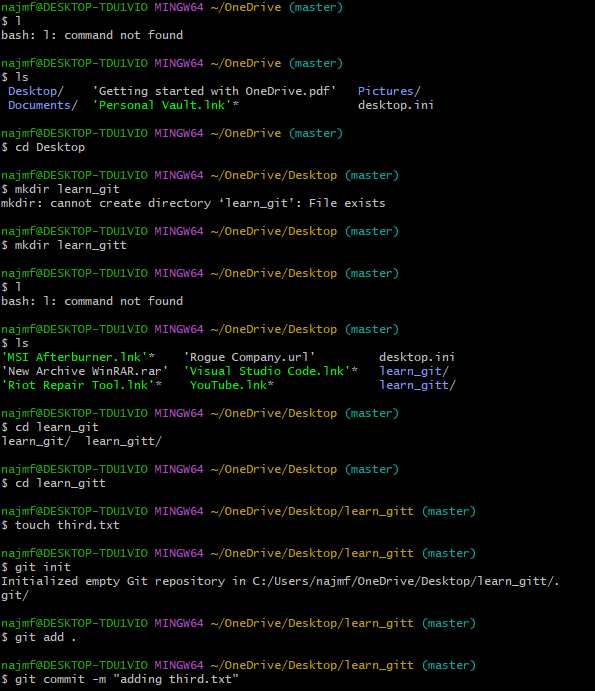 najmf@DESKTOP-TDU1VIO MINGW64 ~/OneDrive (master)
$ l
bash: l: command not found
najmf@DESKTOP-TDU1VIO MINGW64 ~/OneDrive (master)
$ ls
Desktop/ 'Getting started with OneDrive.pdf' Pictures/
Documents/ 'Personal Vault.lnk'* desktop.ini
najmf@DESKTOP-TDU1VIO MINGW64 ~/OneDrive (master)
$ cd Desktop
najmf@DESKTOP-TDU1VIO MINGW64 ~/OneDrive/Desktop (master)
$ mkdir learn_git
mkdir: cannot create directory ‘learn_git’: File exists
najmf@DESKTOP-TDU1VIO MINGW64 ~/OneDrive/Desktop (master)
$ mkdir learn_gitt
najmf@DESKTOP-TDU1VIO MINGW64 ~/OneDrive/Desktop (master)
$ l
bash: l: command not found
najmf@DESKTOP-TDU1VIO MINGW64 ~/OneDrive/Desktop (master)
$ ls
'MSI Afterburner.lnk'* 'Rogue Company.url' desktop.ini
'New Archive WinRAR.rar' 'Visual Studio Code.lnk'* learn_git/
'Riot Repair Tool.lnk'* YouTube.lnk* learn_gitt/
najmf@DESKTOP-TDU1VIO MINGW64 ~/OneDrive/Desktop (master)
$ cd learn_git
learn_git/ learn_gitt/
najmf@DESKTOP-TDU1VIO MINGW64 ~/OneDrive/Desktop (master)
$ cd learn_gitt
najmf@DESKTOP-TDU1VIO MINGW64 ~/OneDrive/Desktop/learn_gitt (master)
$ touch third.txt
najmf@DESKTOP-TDU1VIO MINGW64 ~/OneDrive/Desktop/learn_gitt (master)
$ git init
Initialized empty Git repository in C:/Users/najmf/OneDrive/Desktop/learn_gitt/.
git/
najmf@DESKTOP-TDU1VIO MINGW64 ~/OneDrive/Desktop/learn_gitt (master)
$ git add .
najmf@DESKTOP-TDU1VIO MINGW64 ~/OneDrive/Desktop/learn_gitt (master)
$ git commit -m "adding third.txt"